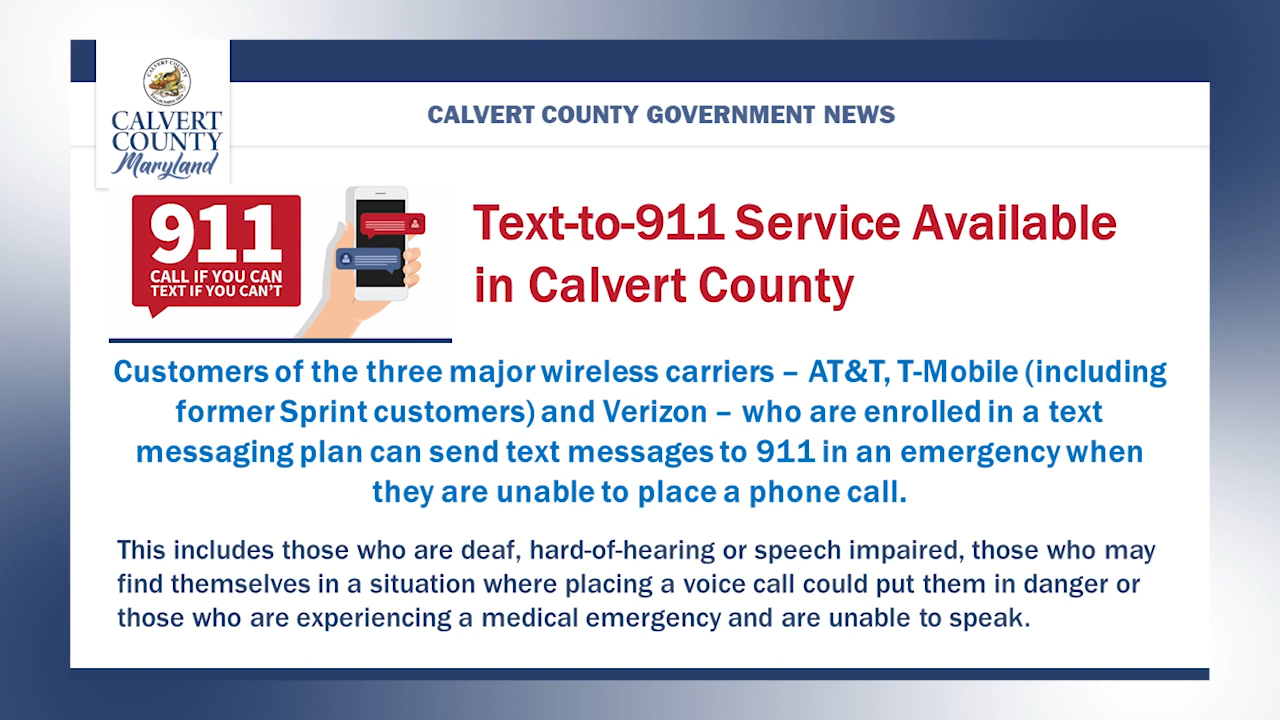 CALVERT COUNTY
CALVERT
COUNTY
Maryland
CALVERT COUNTY GOVERNMENT NEWS
911
CALL IF YOU CAN
TEXT IF YOU CAN'T
Text-to-911 Service Available
in Calvert County
Customers of the three major wireless carriers – AT&T, T-Mobile (including
former Sprint customers) and Verizon – who are enrolled in a text
messaging plan can send text messages to 911 in an emergency when
they are unable to place a phone call.
This includes those who are deaf, hard-of-hearing or speech impaired, those who may
find themselves in a situation where placing a voice call could put them in danger or
those who are experiencing a medical emergency and are unable to speak.